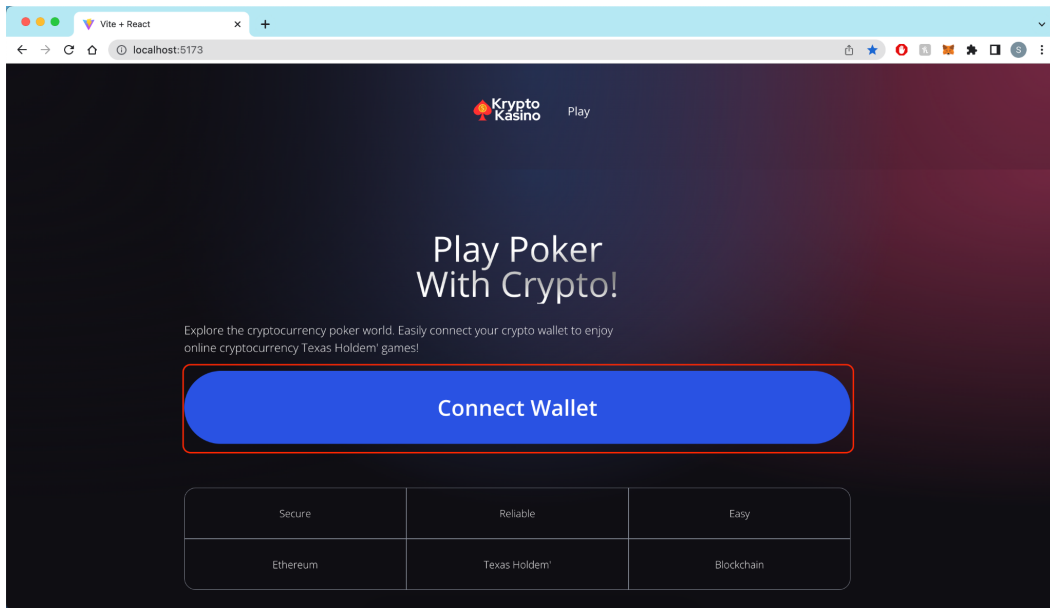 Vite + React
localhost:5173
S
Krypto
Kasino
Play
Play Poker
With Crypto!
Explore the cryptocurrency poker world. Easily connect your crypto wallet to enjoy
online cryptocurrency Texas Holdem' games!
Connect Wallet
Secure Reliable Easy
Ethereum Texas Holdem' Blockchain